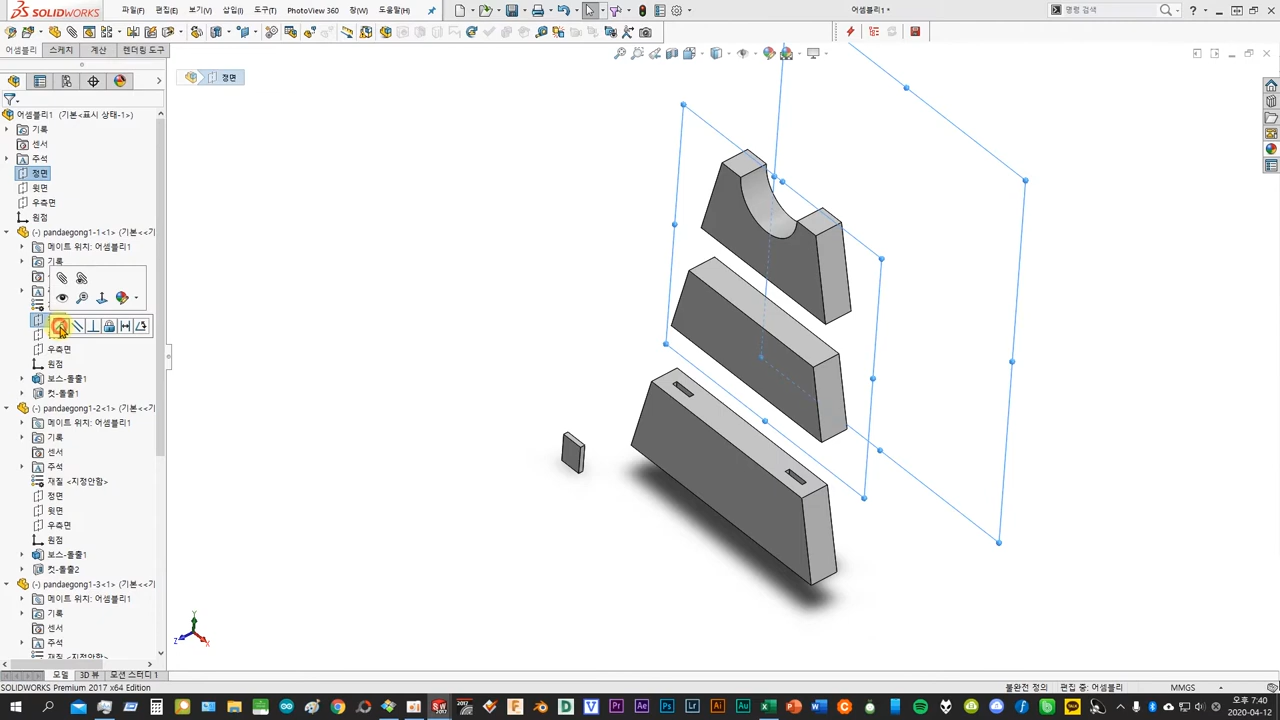 SOLIDWORKS
파일(F) 편집(E) 보기(V) 삽입(I) 도구(T) PhotoView 360 창(W) 도움말(H)
어셈블리1 *
명령 검색
어셈블리 스케치 계산 렌더링 도구
정면
어셈블리1 (기본<표시 상태-1>)
기록
센서
주석
정면
윗면
우측면
원점
pandaegong1-1<1> (기본<<기
메이트 위치: 어셈블리1
기록
우측면
원점
보스-돌출1
컷-돌출1
(-) pandaegong1-2<1> (기본<<기
메이트 위치: 어셈블리1
기록
센서
주석
재질 <지정안함>
정면
윗면
우측면
원점
보스-돌출1
컷-돌출2
(-) pandaegong1-3<1> (기본<<기
메이트 위치: 어셈블리1
기록
센서
주석
재질 <지정안함>
Y
Z
X
모델 3D 뷰 모션 스터디 1
SOLIDWORKS Premium 2017 x64 Edition
불완전 정의 편집 중: 어셈블리 MMGS
오후 7:40
2020-04-12